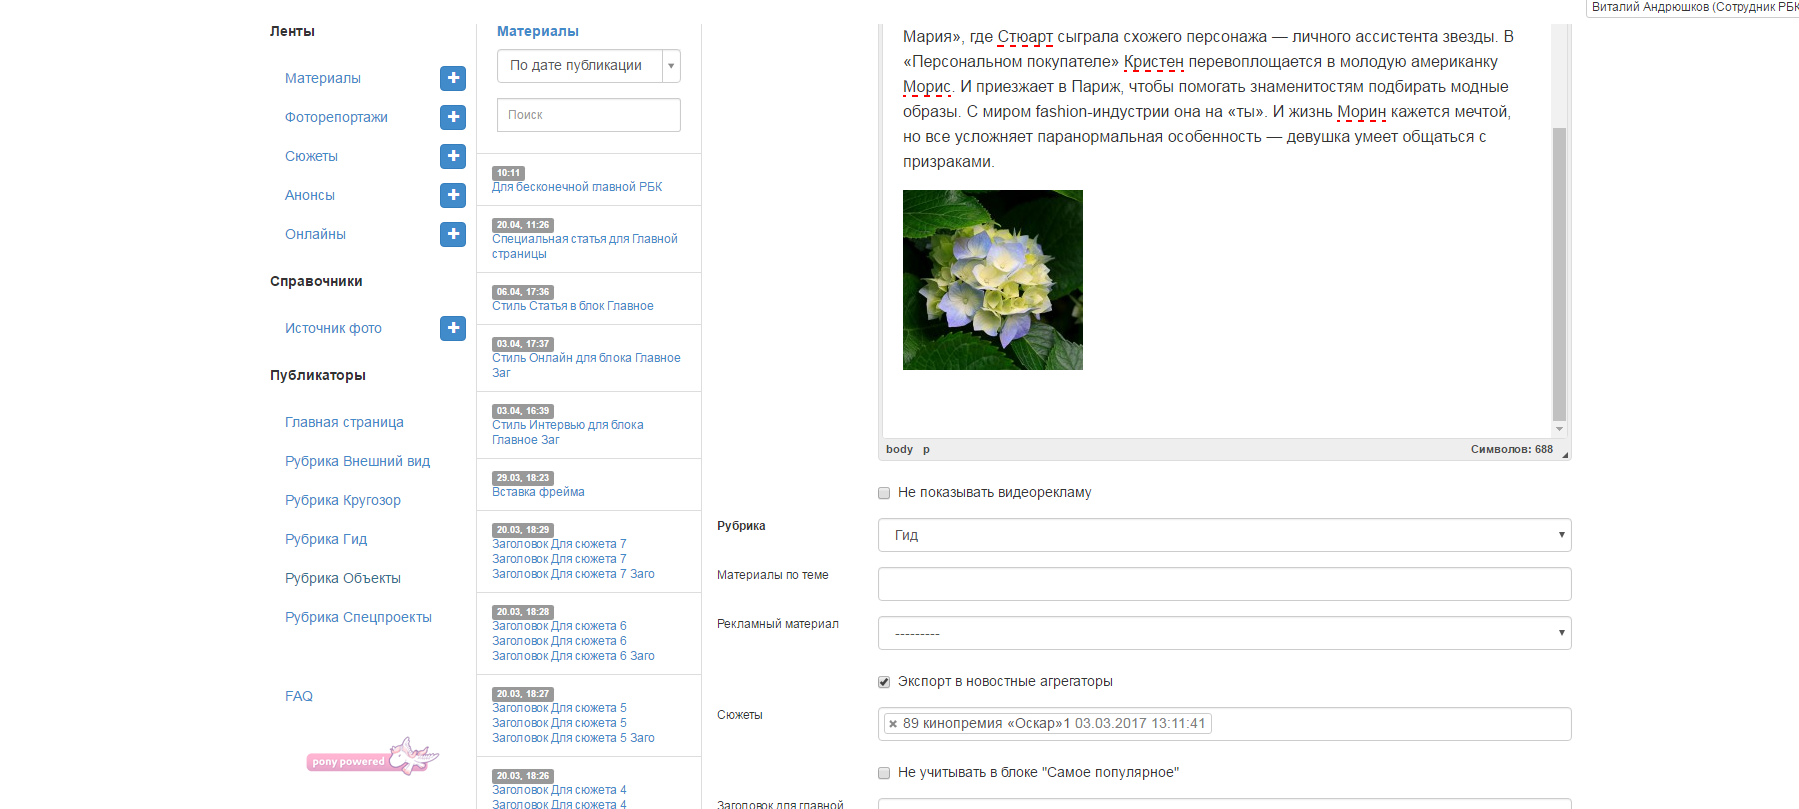 Виталий Андрюшков (Сотрудник РБК
Ленты
Материалы
Фоторепортажи
Сюжеты
Анонсы
Онлайны
Справочники
Источник фото
Публикаторы
Главная страница
Рубрика Внешний вид
Рубрика Кругозор
Рубрика Гид
Рубрика Объекты
Рубрика Спецпроекты
FAQ
pony powered
Материалы
По дате публикации
Поиск
10:11
Для бесконечной главной РБК
20.04, 11:26
Специальная статья для Главной
страницы
06.04, 17:36
Стиль Статья в блок Главное
03.04, 17:37
Стиль Онлайн для блока Главное
Заг
03.04, 16:39
Стиль Интервью для блока
Главное Заг
29.03, 18:23
Вставка фрейма
20.03, 18:29
Заголовок Для сюжета 7
Заголовок Для сюжета 7
Заголовок Для сюжета 7 Заго
20.03, 18:28
Заголовок Для сюжета 6
Заголовок Для сюжета 6
Заголовок Для сюжета 6 Заго
20.03, 18:27
Заголовок Для сюжета 5
Заголовок Для сюжета 5
Заголовок Для сюжета 5 Заго
20.03, 18:26
Заголовок Для сюжета 4
Заголовок Для сюжета 4
Мария», где Стюарт сыграла схожего персонажа — личного ассистента звезды. В
«Персональном покупателе» Кристен перевоплощается в молодую американку
Морис. И приезжает в Париж, чтобы помогать знаменитостям подбирать модные
образы. С миром fashion-индустрии она на «ты». И жизнь Морин кажется мечтой,
но все усложняет паранормальная особенность — девушка умеет общаться с
призраками.
body p
Символов: 688
Не показывать видеорекламу
Рубрика
Гид
Материалы по теме
Рекламный материал
---------
Экспорт в новостные агрегаторы
Сюжеты
× 89 кинопремия «Оскар»1 03.03.2017 13:11:41
Не учитывать в блоке "Самое популярное"
Заголовок для главной